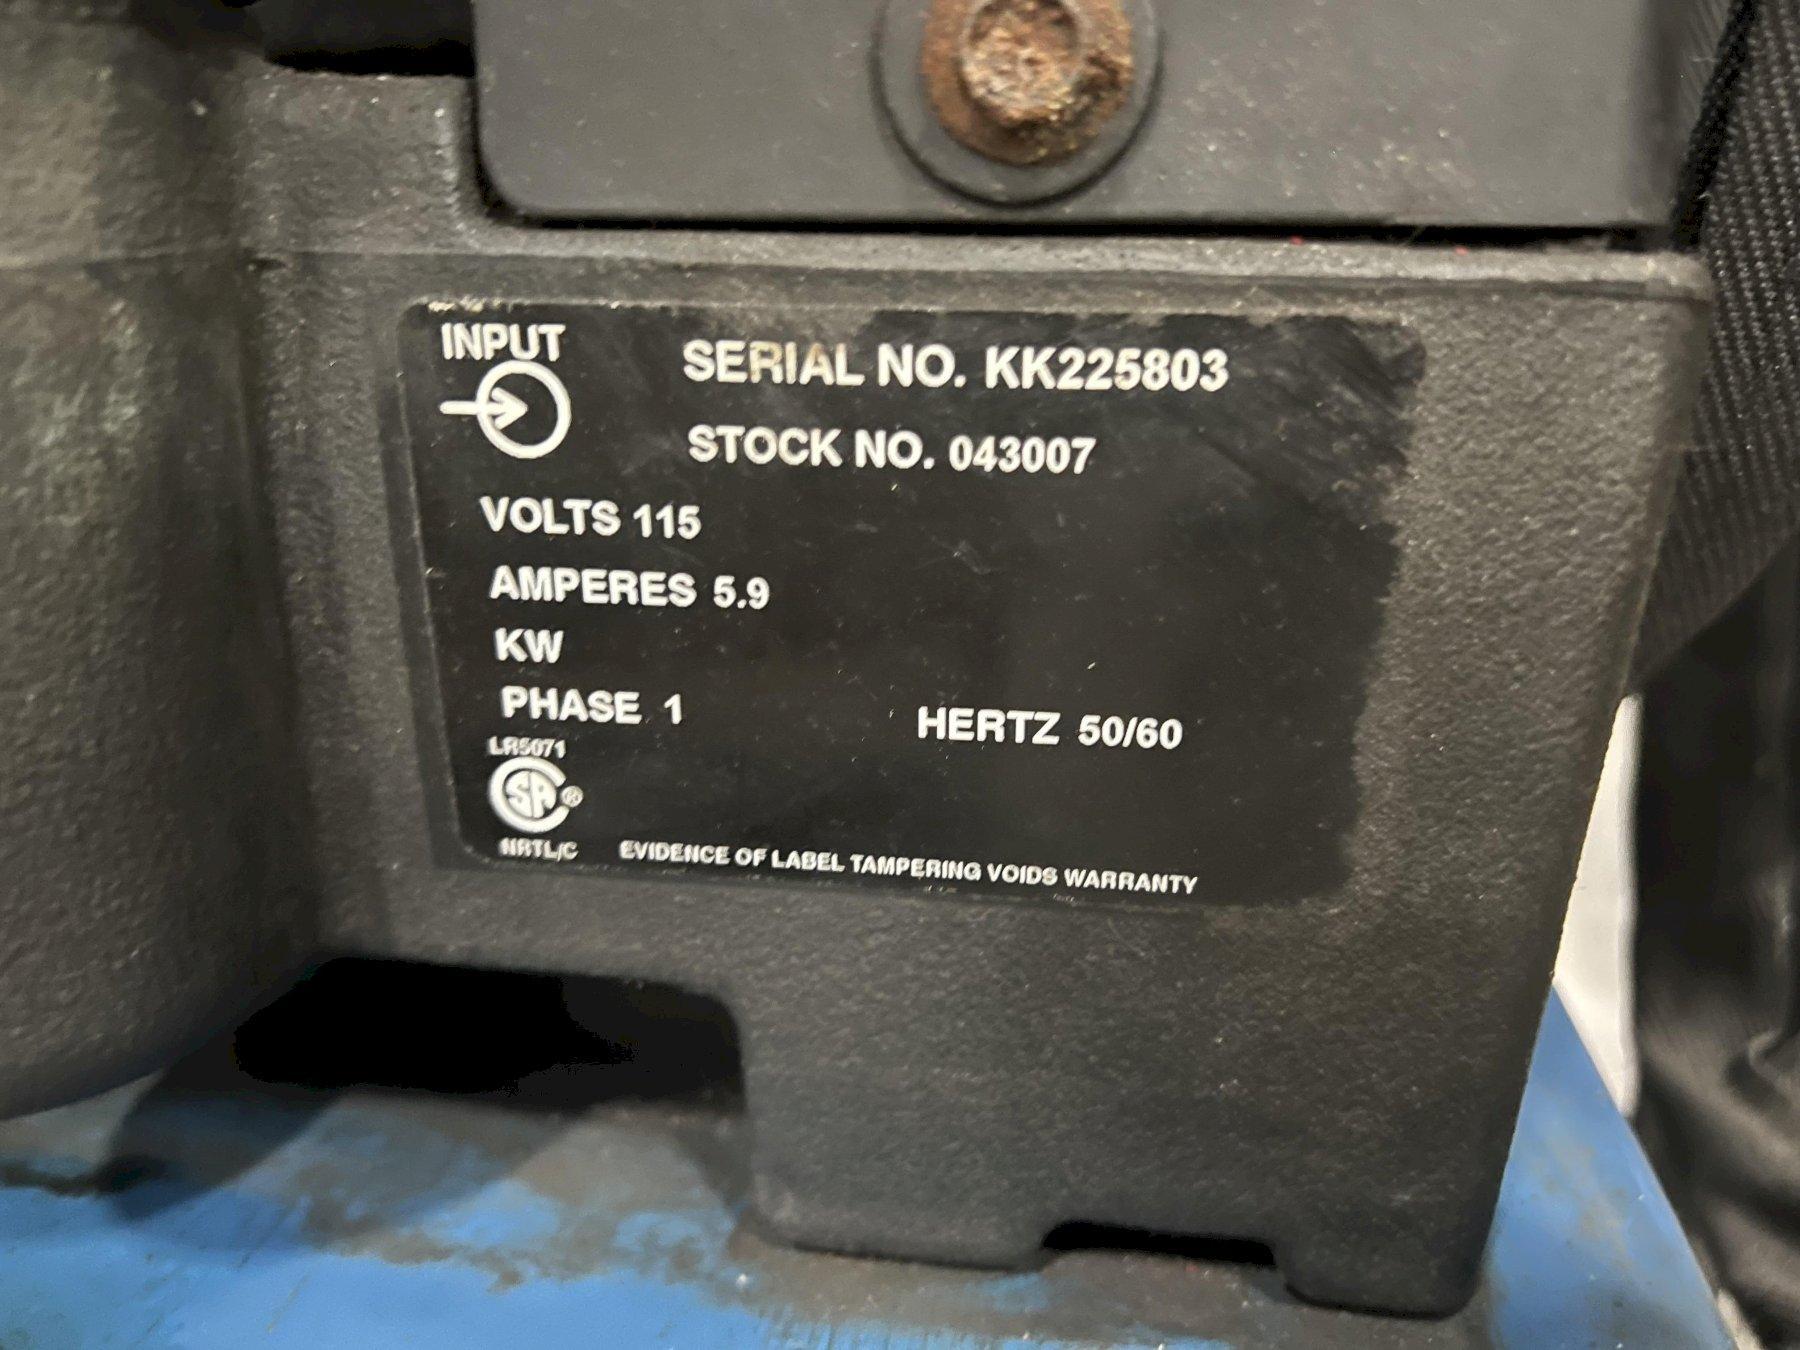 INPUT
SERIAL NO. KK225803
STOCK NO. 043007
VOLTS 115
AMPERES 5.9
KW
PHASE 1
HERTZ 50/60
LR5071
SA®
NRTL/C
EVIDENCE OF LABEL TAMPERING VOIDS WARRANTY